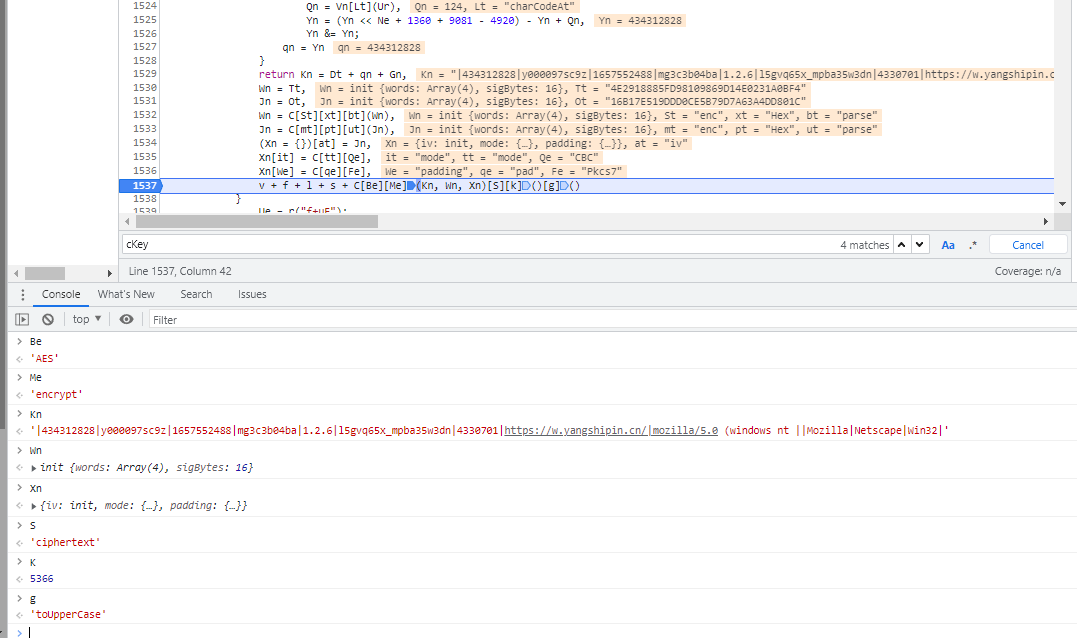 1524 Qn = Vn[Lt](Ur), Qn = 124, Lt = "charCodeAt"
1525 Yn = (Yn << Ne + 1360 + 9081 - 4920) - Yn + Qn, Yn = 434312828
1526 Yn &= Yn;
1527 qn = Yn qn = 434312828
1528 }
1529 return Kn = Dt + qn + Gn, Kn = "|434312828|y000097sc9z|1657552488|mg3c3b04ba|1.2.6|l5gvq65x_mpba35w3dn|4330701|https://w.yangshipin.c
1530 Wn = Tt, Wn = init {words: Array(4), sigBytes: 16}, Tt = "4E2918885FD98109869D14E0231A0BF4"
1531 Jn = Ot, Jn = init {words: Array(4), sigBytes: 16}, Ot = "16B17E519DDD0CE5B79D7A63A4DD801C"
1532 Wn = C[St][xt][bt](Wn), Wn = init {words: Array(4), sigBytes: 16}, St = "enc", xt = "Hex", bt = "parse"
1533 Jn = C[mt][pt][ut](Jn), Jn = init {words: Array(4), sigBytes: 16}, mt = "enc", pt = "Hex", ut = "parse"
1534 (Xn = {})[at] = Jn, Xn = {iv: init, mode: {…}, padding: {…}}, at = "iv"
1535 Xn[it] = C[tt][Qe], it = "mode", tt = "mode", Qe = "CBC"
1536 Xn[We] = C[qe][Fe], We = "padding", qe = "pad", Fe = "Pkcs7"
1537 v + f + l + s + C[Be][Me](Kn, Wn, Xn)[S][k]()[g]()
1538 }
1539 Ue = r("f+uF");
cKey 4 matches Aa .* Cancel
Line 1537, Column 42 Coverage: n/a
Console What's New Search Issues
top Filter
Be
'AES'
Me
'encrypt'
Kn
'|434312828|y000097sc9z|1657552488|mg3c3b04ba|1.2.6|l5gvq65x_mpba35w3dn|4330701|https://w.yangshipin.cn/|mozilla/5.0 (windows nt ||Mozilla|Netscape|Win32|'
Wn
init {words: Array(4), sigBytes: 16}
Xn
{iv: init, mode: {…}, padding: {…}}
S
'ciphertext'
K
5366
g
'toUpperCase'